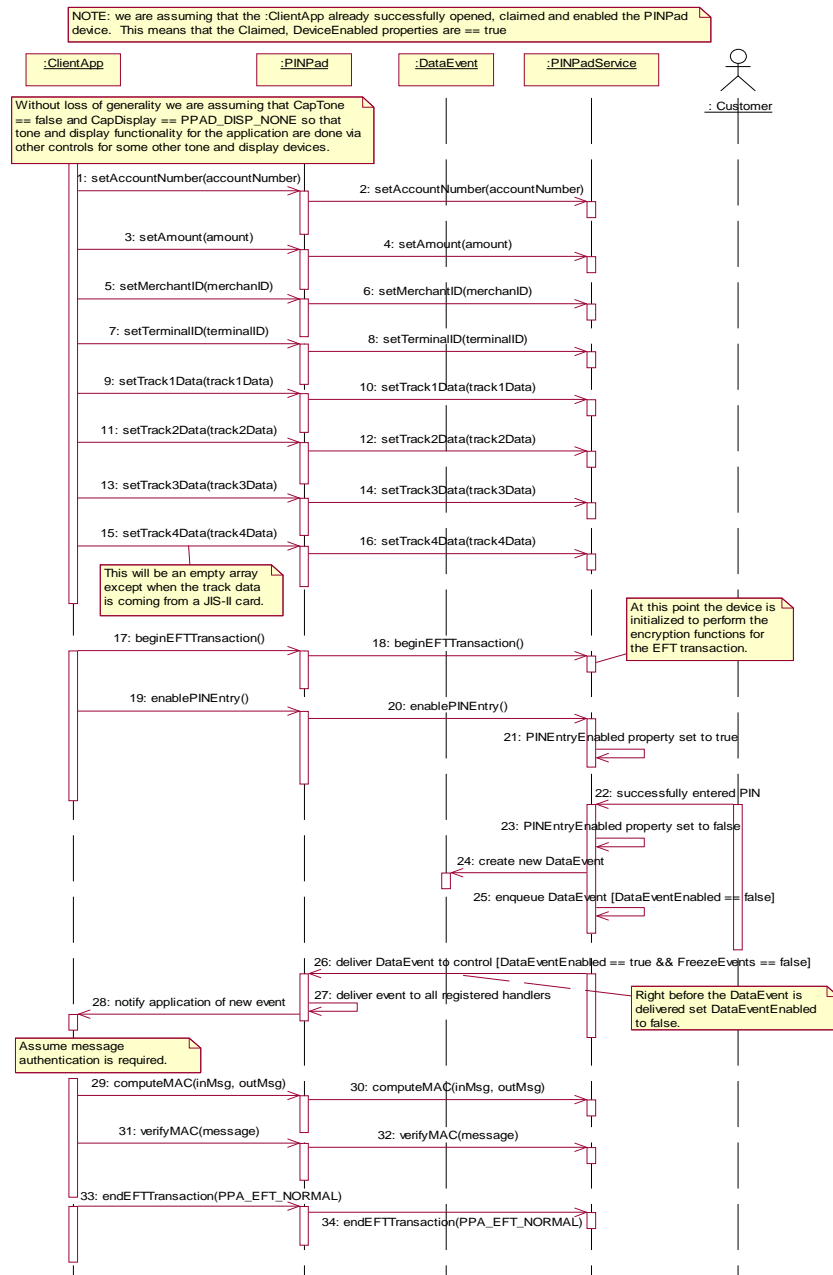 NOTE: we are assuming that the :ClientApp already successfully opened, claimed and enabled the PINPad
device. This means that the Claimed, DeviceEnabled properties are == true
:ClientApp
:PINPad
:DataEvent
:PINPadService
: Customer
Without loss of generality we are assuming that CapTone
== false and CapDisplay == PPAD_DISP_NONE so that
tone and display functionality for the application are done via
other controls for some other tone and display devices.
1: setAccountNumber(accountNumber)
2: setAccountNumber(accountNumber)
3: setAmount(amount)
4: setAmount(amount)
5: setMerchantID(merchanID)
6: setMerchantID(merchanID)
7: setTerminalID(terminalID)
8: setTerminalID(terminalID)
9: setTrack1Data(track1Data)
10: setTrack1Data(track1Data)
11: setTrack2Data(track2Data)
12: setTrack2Data(track2Data)
13: setTrack3Data(track3Data)
14: setTrack3Data(track3Data)
15: setTrack4Data(track4Data)
16: setTrack4Data(track4Data)
This will be an empty array
except when the track data
is coming from a JIS-II card.
At this point the device is
initialized to perform the
encryption functions for
the EFT transaction.
17: beginEFTTransaction()
18: beginEFTTransaction()
19: enablePINEntry()
20: enablePINEntry()
21: PINEntryEnabled property set to true
22: successfully entered PIN
23: PINEntryEnabled property set to false
24: create new DataEvent
25: enqueue DataEvent [DataEventEnabled == false]
26: deliver DataEvent to control [DataEventEnabled == true && FreezeEvents == false]
27: deliver event to all registered handlers
28: notify application of new event
Right before the DataEvent is
delivered set DataEventEnabled
to false.
Assume message
authentication is required.
29: computeMAC(inMsg, outMsg)
30: computeMAC(inMsg, outMsg)
31: verifyMAC(message)
32: verifyMAC(message)
33: endEFTTransaction(PPA_EFT_NORMAL)
34: endEFTTransaction(PPA_EFT_NORMAL)